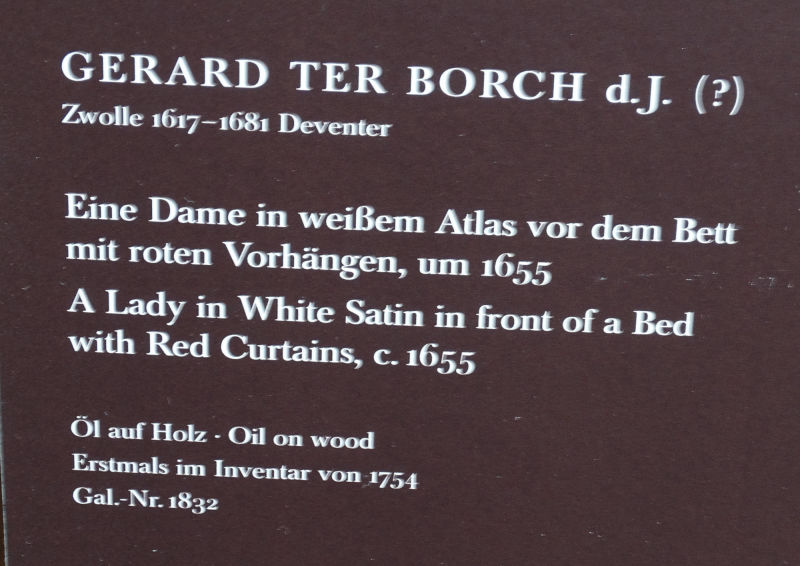 GERARD TER BORCH d.J. (?)
Zwolle 1617–1681 Deventer
Eine Dame in weißem Atlas vor dem Bett
mit roten Vorhängen, um 1655
A Lady in White Satin in front of a Bed
with Red Curtains, c. 1655
Öl auf Holz · Oil on wood
Erstmals im Inventar von 1754
Gal.-Nr. 1832